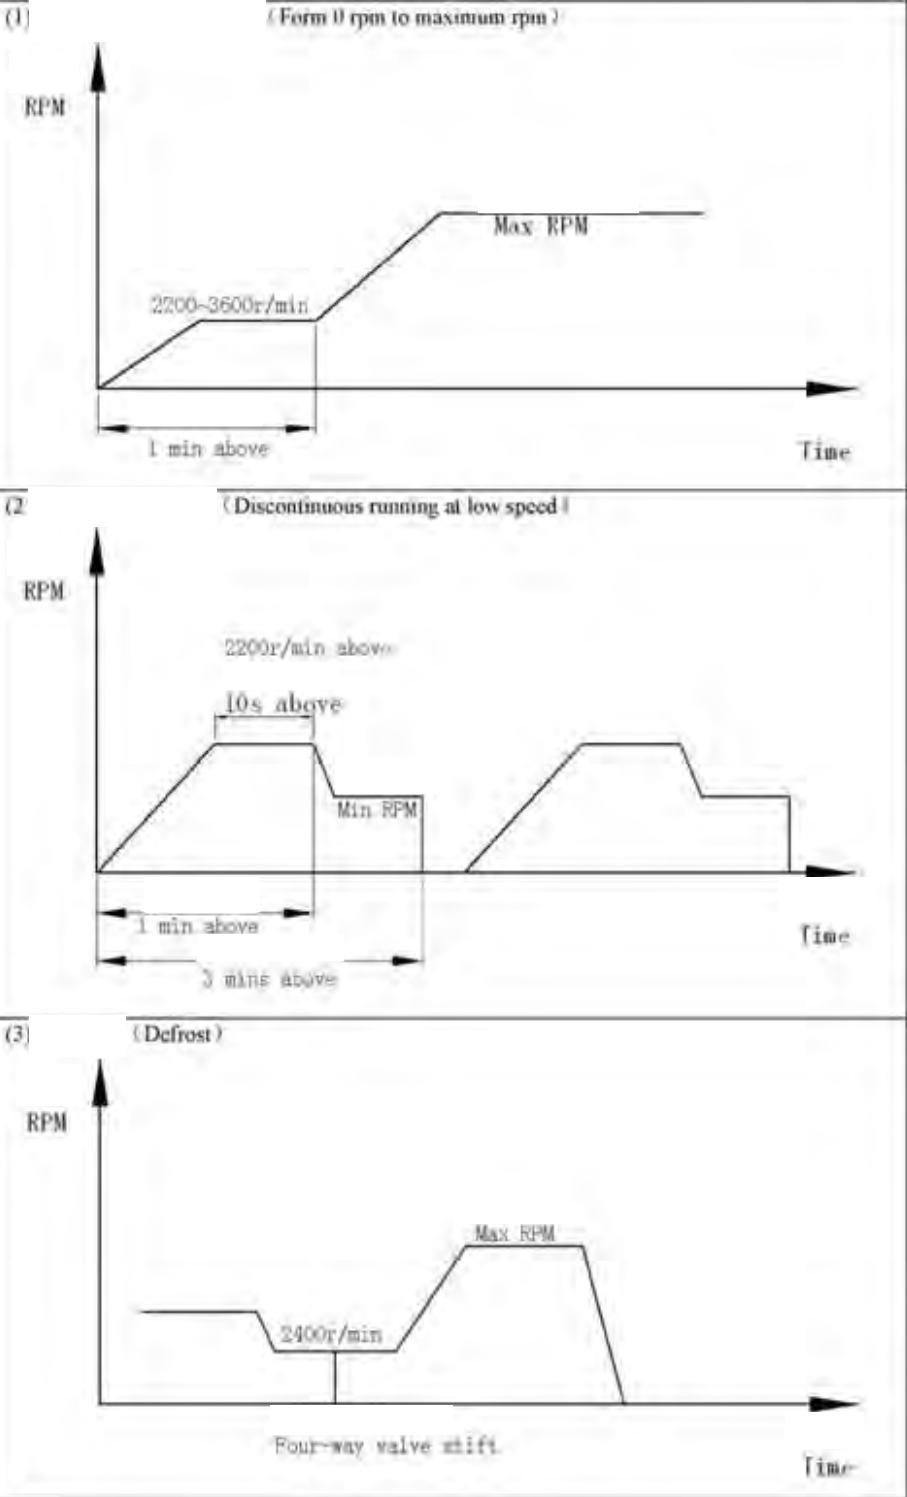 (1) (Form 0 rpm to maximum rpm)
RPM
Max RPM
2200~3600r/min
1 min above
Time
(2 (Discontinuous running at low speed)
RPM
2200r/min above
10s above
Min RPM
1 min above
Time
3 mins above
(3) (Defrost)
RPM
Max RPM
2400r/min
Four-way valve shift
Time